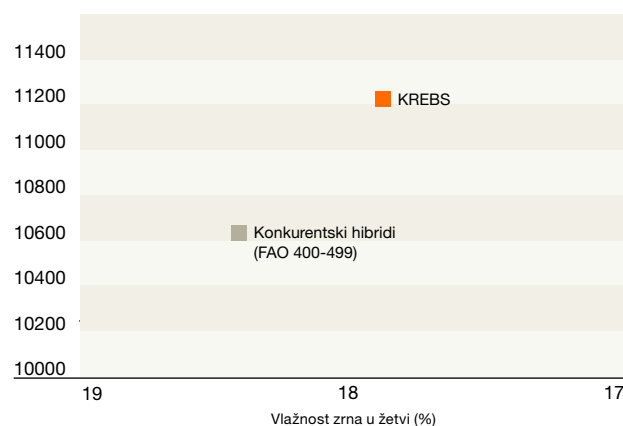 11400
11200
KREBS
11000
10800
10600
Konkurentski hibridi
(FAO 400-499)
10400
10200
10000
19
18
17
Vlažnost zrna u žetvi (%)